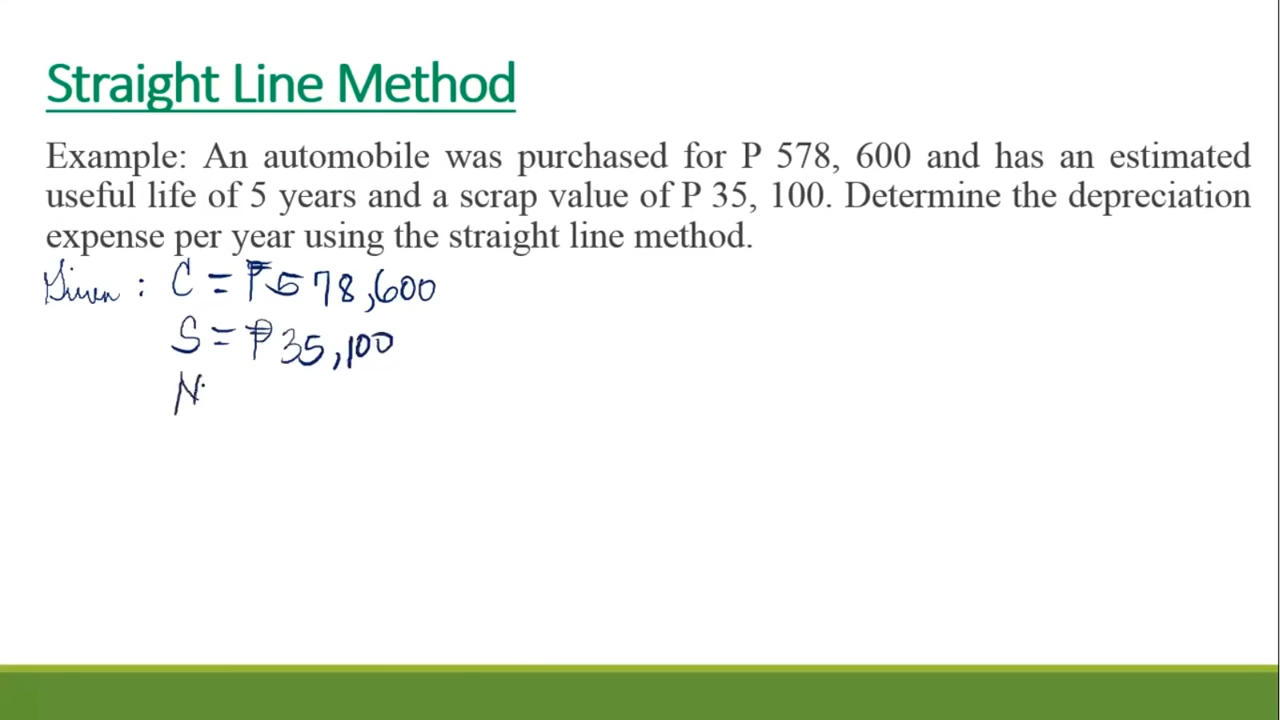 Straight Line Method
Example: An automobile was purchased for P 578, 600 and has an estimated
useful life of 5 years and a scrap value of P 35, 100. Determine the depreciation
expense per year using the straight line method.
Given : C = ₱578,600
S = ₱35,100
N